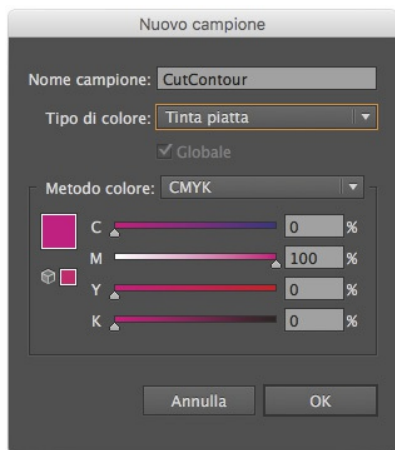 Nuovo campione
Nome campione: CutContour
Tipo di colore: Tinta piatta
Globale
Metodo colore: CMYK
C 0 %
M 100 %
Y 0 %
K 0 %
Annulla OK